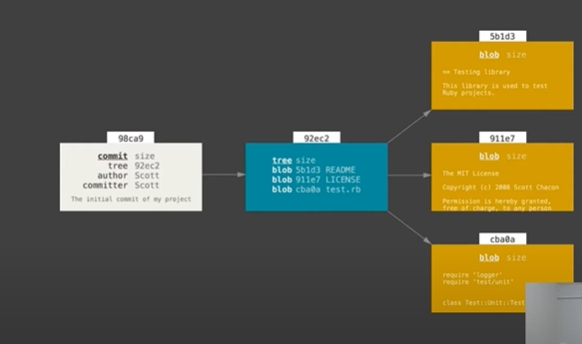 98ca9
commit size
tree 92ec2
author Scott
committer Scott
The initial commit of my project
92ec2
tree size
blob 5b1d3 README
blob 911e7 LICENSE
blob cba0a test.rb
5b1d3
blob size
== Testing library
This library is used to test
Ruby projects.
911e7
blob size
The MIT License
Copyright (c) 2008 Scott Chacon
Permission is hereby granted,
free of charge, to any person
cba0a
blob size
require 'logger'
require 'test/unit'
class Test::Unit::Test